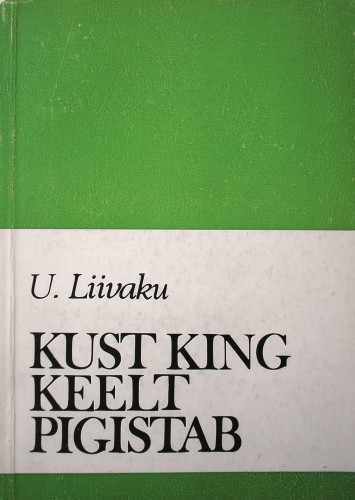 U. Liivaku
KUST KING
KEELT
PIGISTAB